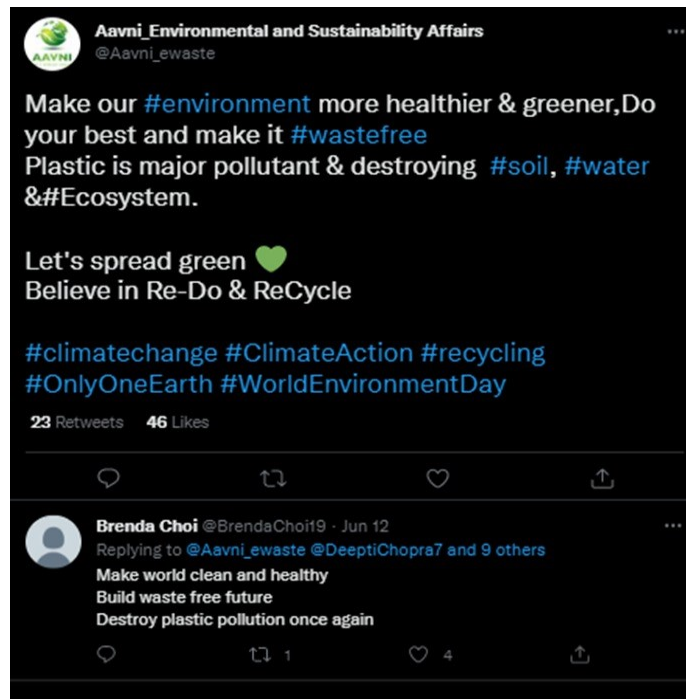 AAVNI
Aavni_Environmental and Sustainability Affairs
@Aavni_ewaste
Make our #environment more healthier & greener,Do
your best and make it #wastefree
Plastic is major pollutant & destroying #soil, #water
&#Ecosystem.
Let's spread green 💚
Believe in Re-Do & ReCycle
#climatechange #ClimateAction #recycling
#OnlyOneEarth #WorldEnvironmentDay
23 Retweets 46 Likes
Brenda Choi @BrendaChoi19 · Jun 12
Replying to @Aavni_ewaste @DeeptiChopra7 and 9 others
Make world clean and healthy
Build waste free future
Destroy plastic pollution once again
1 4